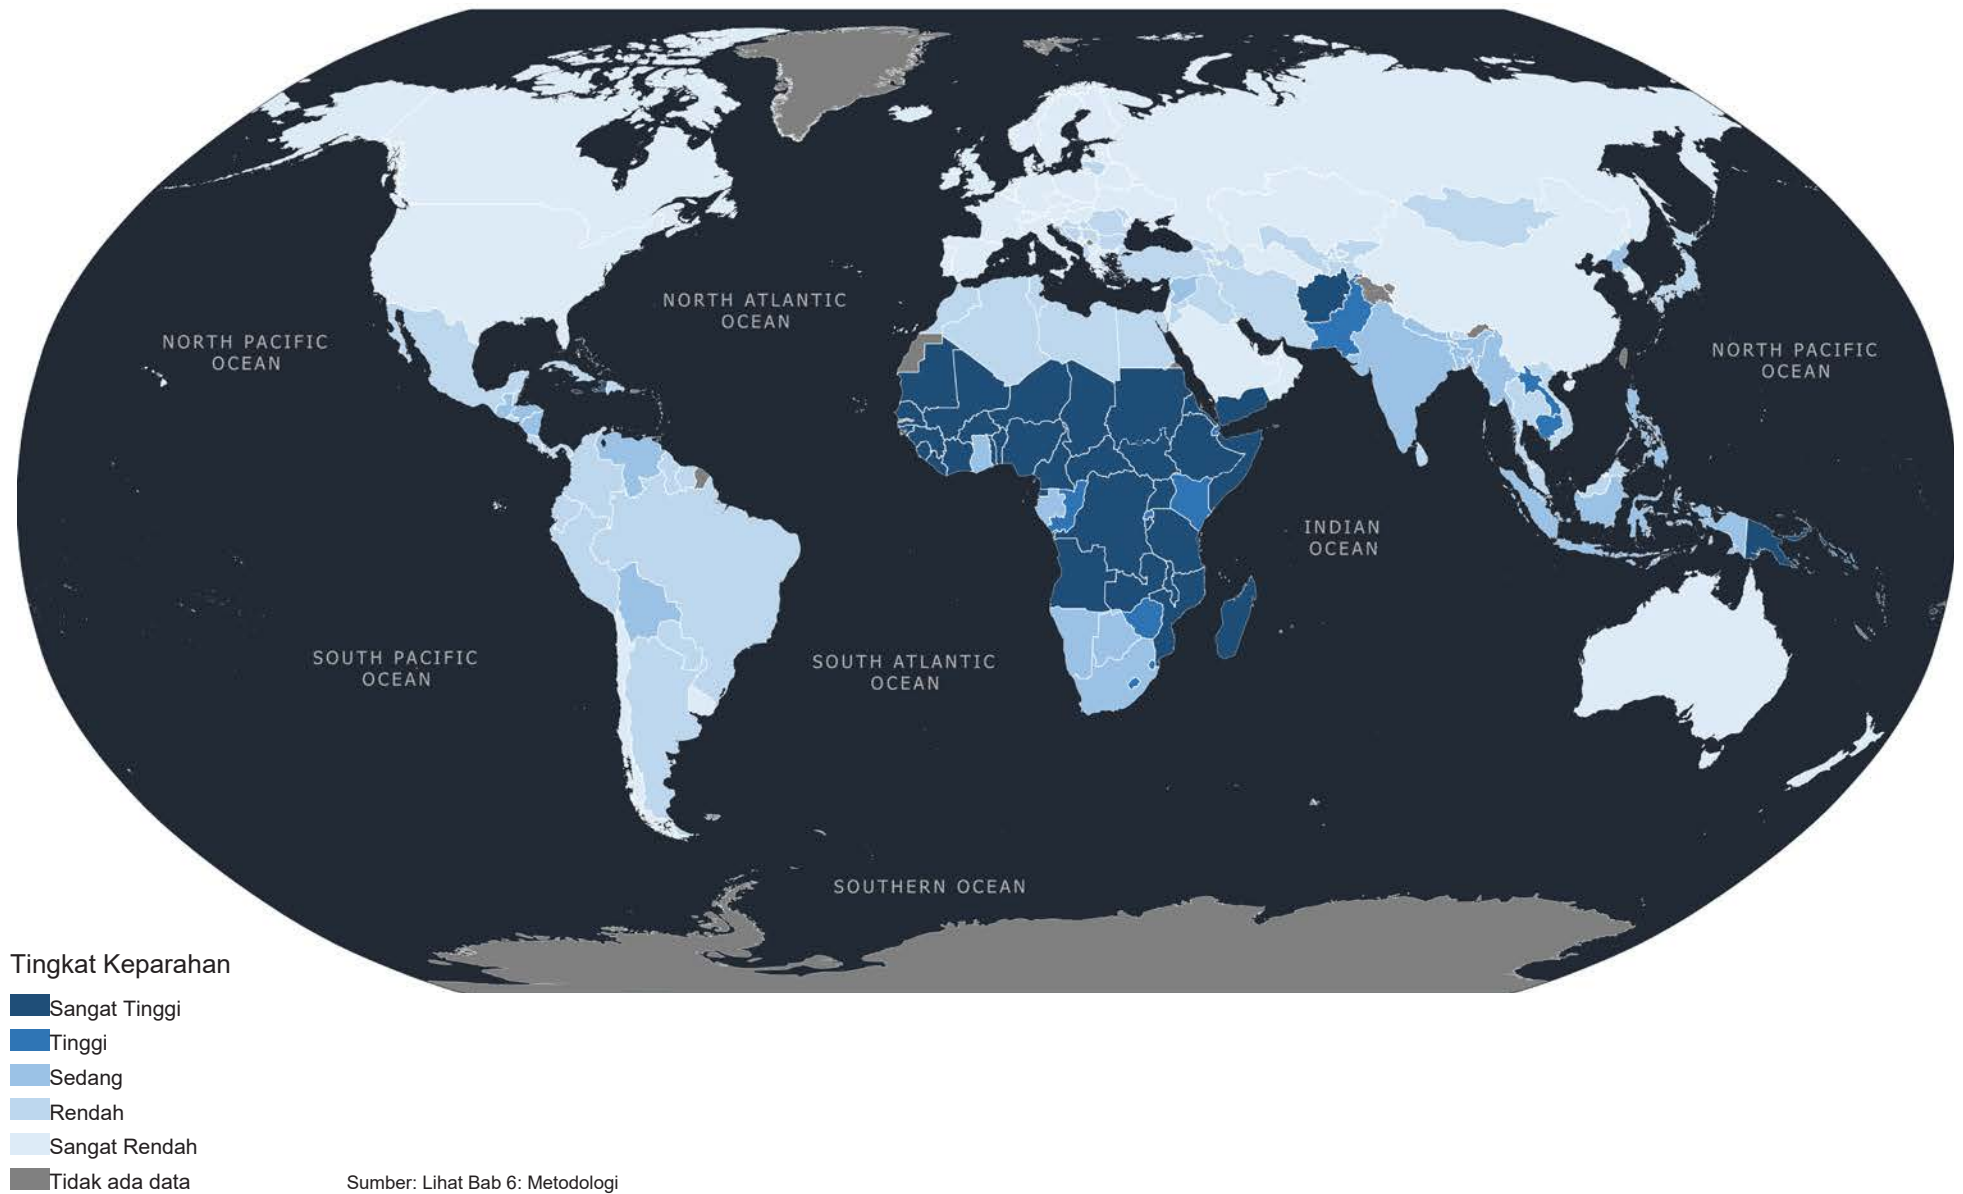 NORTH ATLANTIC
OCEAN
NORTH PACIFIC
OCEAN
NORTH PACIFIC
OCEAN
INDIAN
OCEAN
SOUTH PACIFIC
OCEAN
SOUTH ATLANTIC
OCEAN
SOUTHERN OCEAN
Tingkat Keparahan
Sangat Tinggi
Tinggi
Sedang
Rendah
Sangat Rendah
Tidak ada data
Sumber: Lihat Bab 6: Metodologi